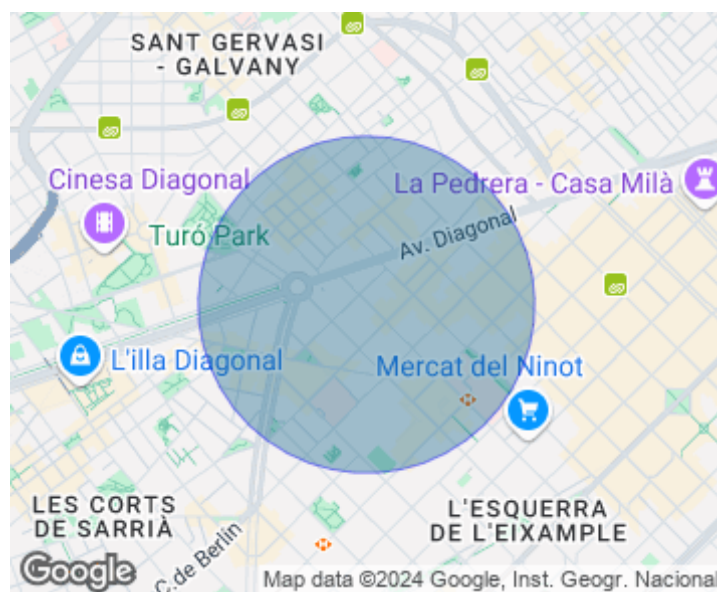 SANT GERVASI
- GALVANY
Cinesa Diagonal
La Pedrera - Casa Milà
Turó Park
Av. Diagonal
L'illa Diagonal
Mercat del Ninot
LES CORTS
DE SARRIÀ
L'ESQUERRA
DE L'EIXAMPLE
C. de Berlín
Google
Map data ©2024 Google, Inst. Geogr. Nacional